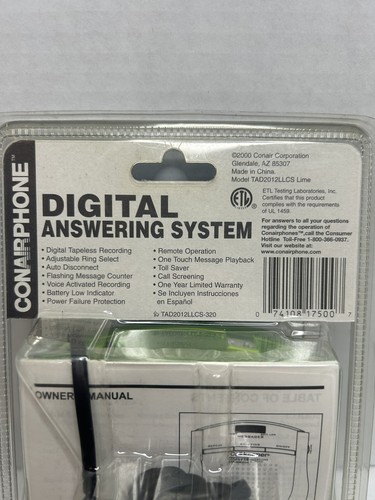 CONAIRPHONE™
DIGITAL
ANSWERING SYSTEM
• Digital Tapeless Recording
• Adjustable Ring Select
• Auto Disconnect
• Flashing Message Counter
• Voice Activated Recording
• Battery Low Indicator
• Power Failure Protection
• Remote Operation
• One Touch Message Playback
• Toll Saver
• Call Screening
• One Year Limited Warranty
• Se Incluyen Instrucciones
en Español
TAD2012LLCS-320
©2000 Conair Corporation
Glendale, AZ 85307
Made in China.
Model TAD2012LLCS Lime
ETL
ETL Testing Laboratories, Inc.
Certifies that this product
complies with the requirements
of UL 1459.
For answers to all your questions
regarding the operation of
Conairphones™,call the Consumer
Hotline Toll-Free 1-800-366-0937.
Visit our website at:
www.conairphone.com
0 74108 17500 7
OWNER'S MANUAL
TABLE OF CONTENTS